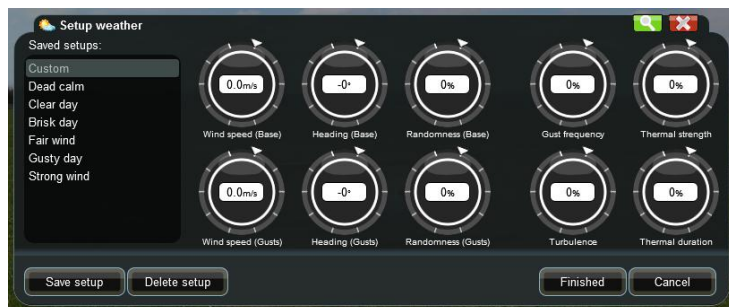 Setup weather
Saved setups:
Custom
Dead calm
Clear day
Brisk day
Fair wind
Gusty day
Strong wind
0.0m/s
-0°
0%
0%
0%
Wind speed (Base)
Heading (Base)
Randomness (Base)
Gust frequency
Thermal strength
0.0m/s
-0°
0%
0%
0%
Wind speed (Gusts)
Heading (Gusts)
Randomness (Gusts)
Turbulence
Thermal duration
Save setup
Delete setup
Finished
Cancel